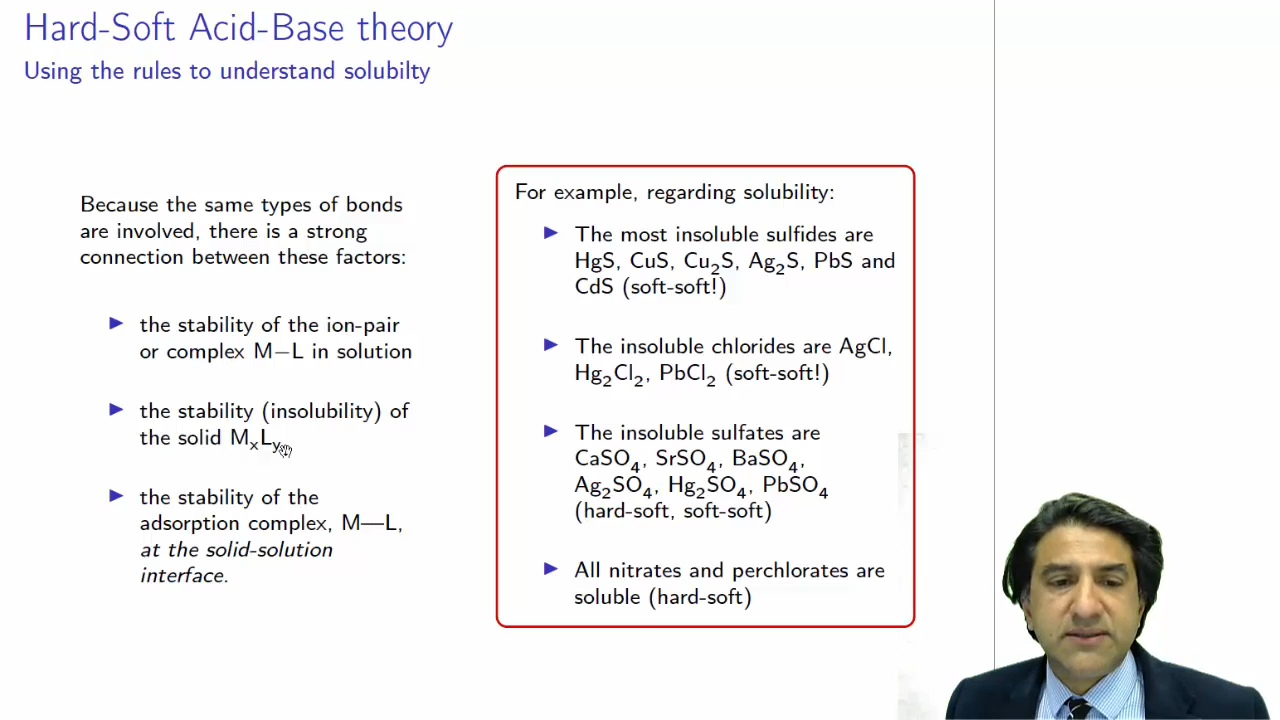 Hard-Soft Acid-Base theory
Using the rules to understand solubilty
Because the same types of bonds
are involved, there is a strong
connection between these factors:
▶ the stability of the ion-pair
or complex M−L in solution
▶ the stability (insolubility) of
the solid MₓLᵧ
▶ the stability of the
adsorption complex, M—L,
at the solid-solution
interface.
For example, regarding solubility:
▶ The most insoluble sulfides are
HgS, CuS, Cu₂S, Ag₂S, PbS and
CdS (soft-soft!)
▶ The insoluble chlorides are AgCl,
Hg₂Cl₂, PbCl₂ (soft-soft!)
▶ The insoluble sulfates are
CaSO₄, SrSO₄, BaSO₄,
Ag₂SO₄, Hg₂SO₄, PbSO₄
(hard-soft, soft-soft)
▶ All nitrates and perchlorates are
soluble (hard-soft)